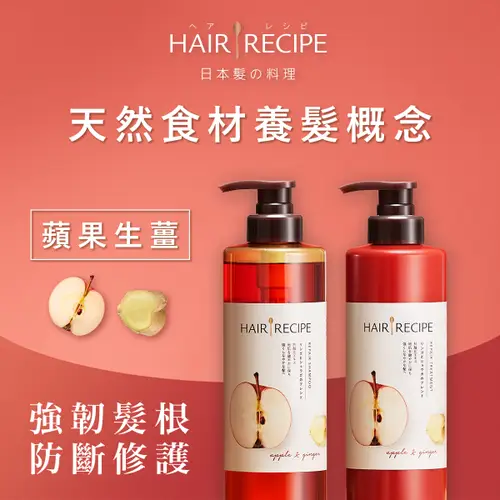 ヘア レシピ
HAIR RECIPE
日本髮の料理
天然食材養髮概念
蘋果生薑
強韌髮根
防斷修護
HAIR RECIPE
apple & ginger
HAIR RECIPE
apple & ginger